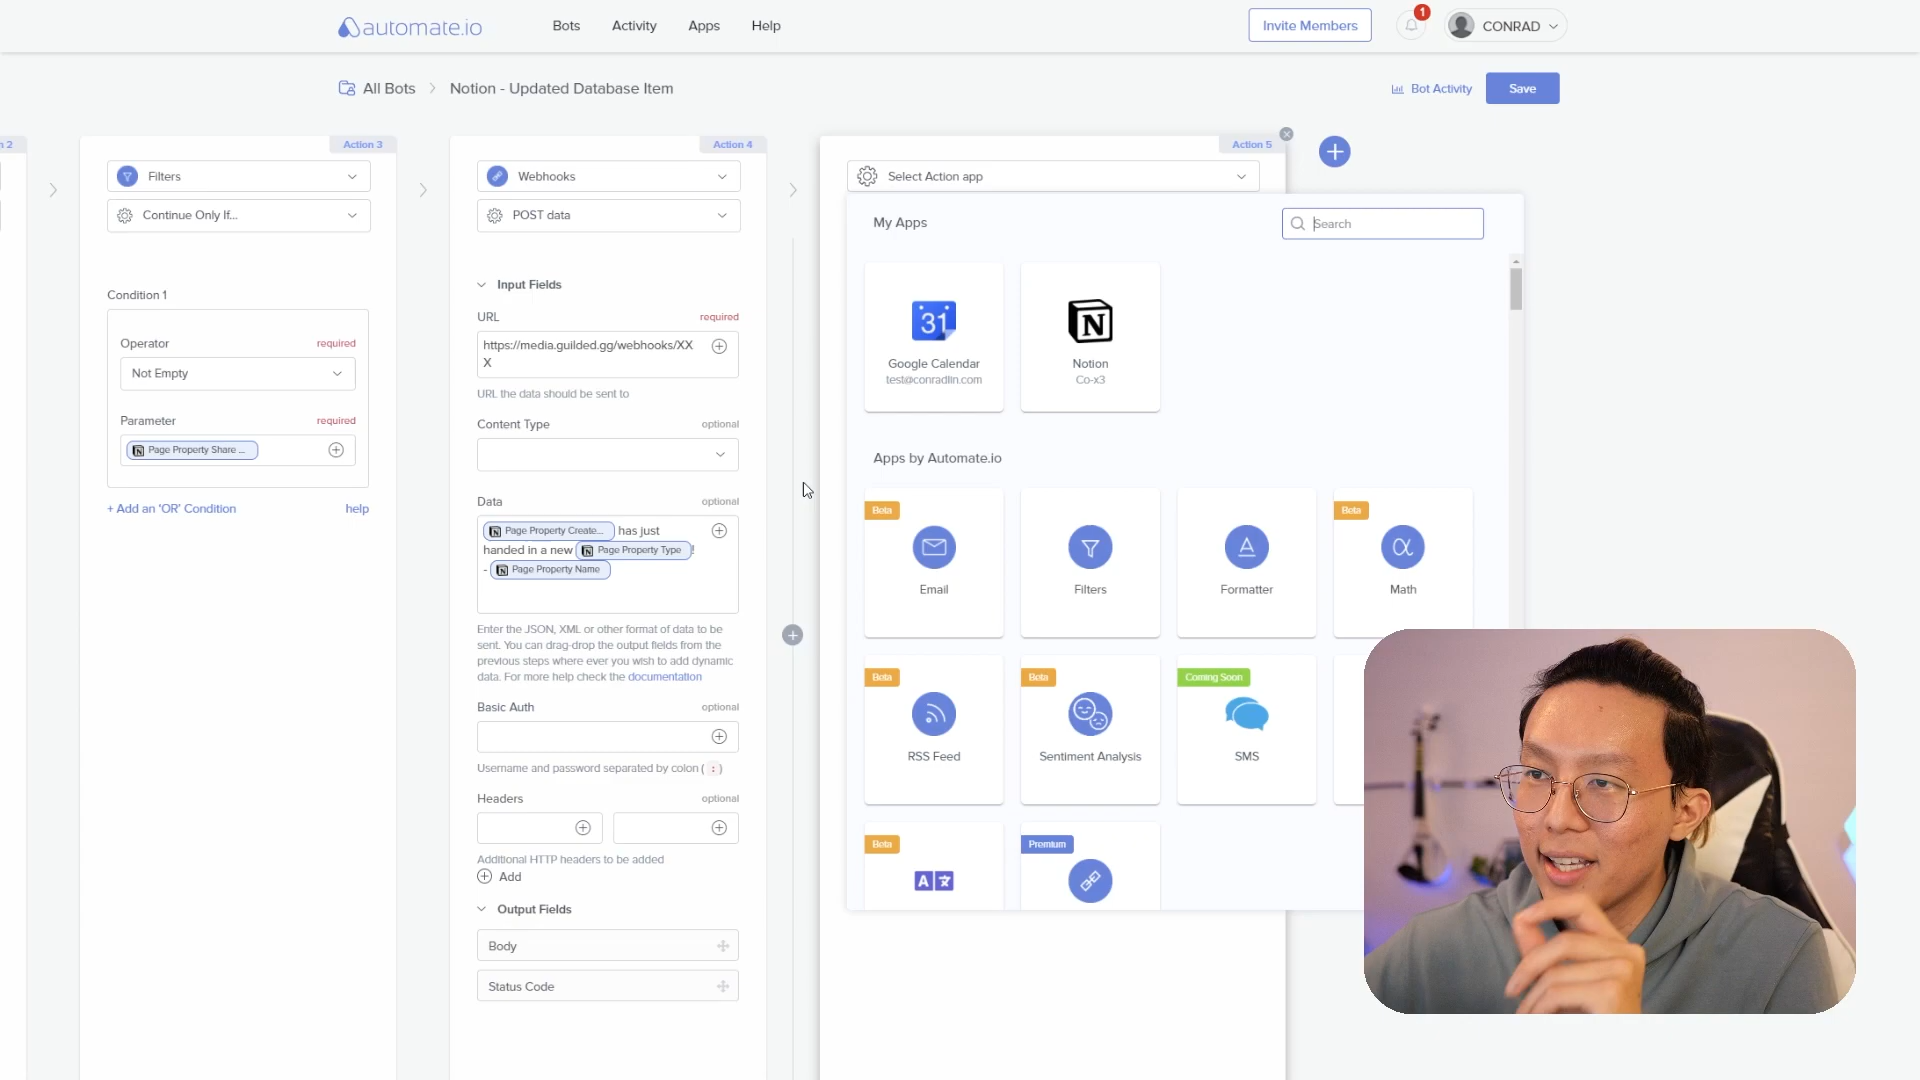 automate.io
Bots
Activity
Apps
Help
Invite Members
1
CONRAD
All Bots
Notion - Updated Database Item
Bot Activity
Save
n 2
Action 3
Filters
Continue Only If...
Condition 1
Operator
required
Not Empty
Parameter
required
Page Property Share ...
+ Add an 'OR' Condition
help
Action 4
Webhooks
POST data
Input Fields
URL
required
https://media.guilded.gg/webhooks/XX
X
URL the data should be sent to
Content Type
optional
Data
optional
Page Property Create... has just
handed in a new Page Property Type !
- Page Property Name
Enter the JSON, XML or other format of data to be
sent. You can drag-drop the output fields from the
previous steps where ever you wish to add dynamic
data. For more help check the documentation
Basic Auth
optional
Username and password separated by colon ( : )
Headers
optional
Additional HTTP headers to be added
Add
Output Fields
Body
Status Code
Action 5
Select Action app
My Apps
Search
31
Google Calendar
test@conradlin.com
N
Notion
Co-x3
Apps by Automate.io
Beta
Email
Filters
A
Formatter
Beta
α
Math
Beta
RSS Feed
Beta
Sentiment Analysis
Coming Soon
SMS
Beta
A 文
Premium